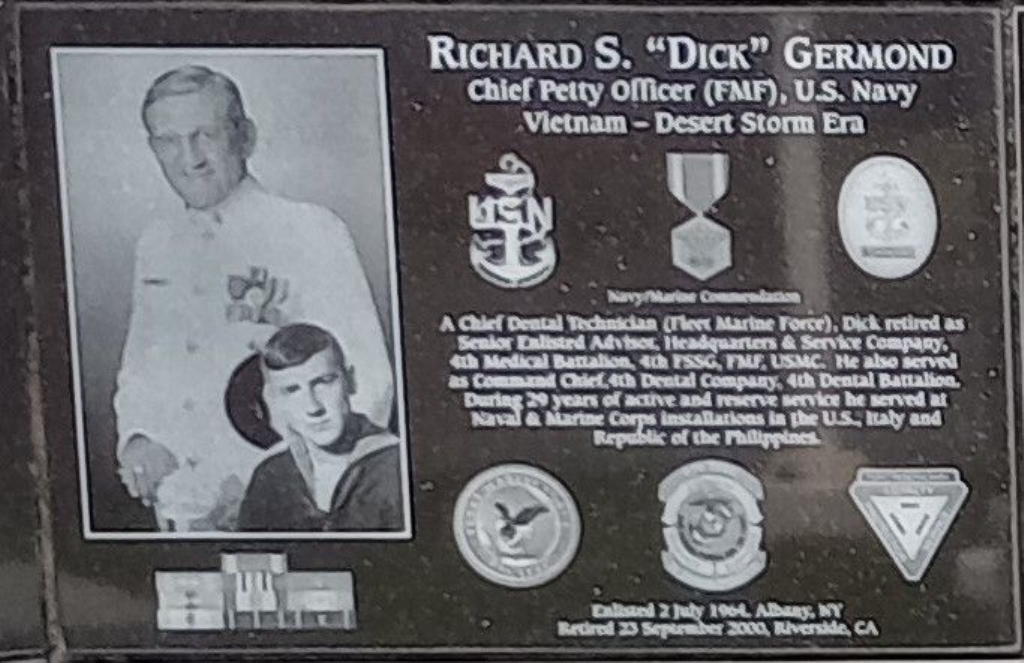 RICHARD S. "DICK" GERMOND
Chief Petty Officer (FMF), U.S. Navy
Vietnam – Desert Storm Era
USN
Navy/Marine Commendation
A Chief Dental Technician (Fleet Marine Force), Dick retired as
Senior Enlisted Advisor, Headquarters & Service Company,
4th Medical Battalion, 4th FSSG, FMF, USMC. He also served
as Command Chief,4th Dental Company, 4th Dental Battalion.
During 29 years of active and reserve service he served at
Naval & Marine Corps installations in the U.S., Italy and
Republic of the Philippines.
Enlisted 2 July 1964, Albany, NY
Retired 23 September 2000, Riverside, CA